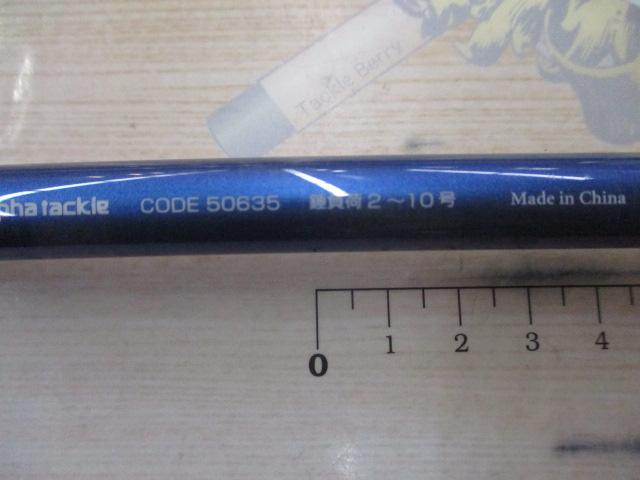 Tackle Berry
pha tackle CODE 50635 錘負荷 2〜10号 Made in China
0 1 2 3 4